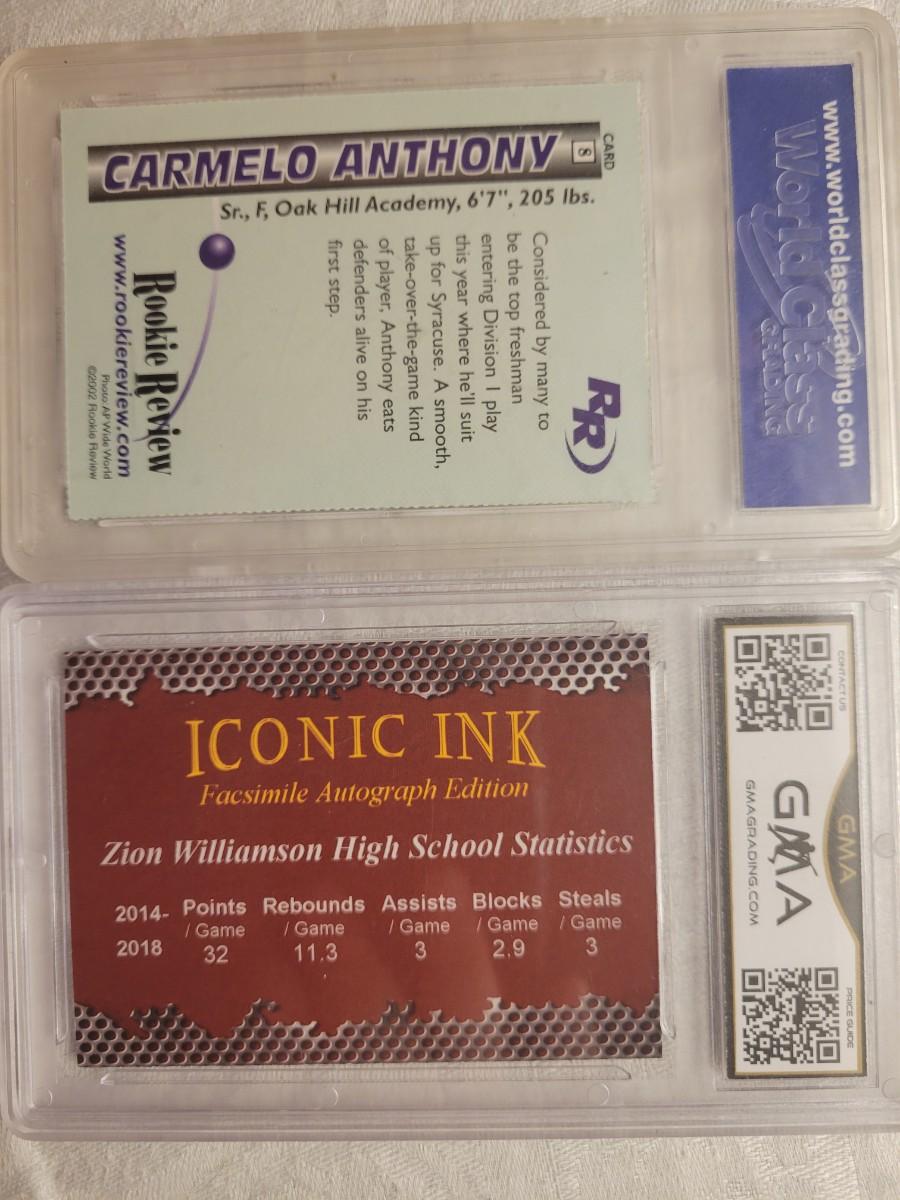 CARD
8
CARMELO ANTHONY
Sr., F, Oak Hill Academy, 6'7", 205 lbs.
RR
Considered by many to
be the top freshman
entering Division I play
this year where he'll suit
up for Syracuse. A smooth,
take-over-the-game kind
of player, Anthony eats
defenders alive on his
first step.
Rookie Review
www.rookiereview.com
Photo: AP Wide World
©2002 Rookie Review
www.worldclassgrading.com
World Class
GRADING
ICONIC INK
Facsimile Autograph Edition
Zion Williamson High School Statistics
2014- Points Rebounds Assists Blocks Steals
/ Game / Game / Game / Game / Game
2018 32 11.3 3 2.9 3
CONTACT US
GMA
GMA
GMAGRADING.COM
PRICE GUIDE